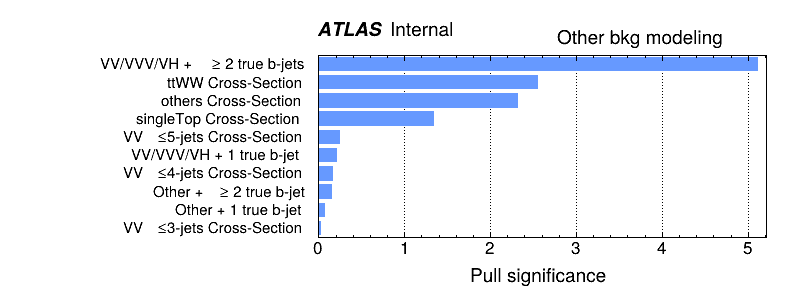 ATLAS Internal
Other bkg modeling
VV/VVV/VH + ≥ 2 true b-jets
ttWW Cross-Section
others Cross-Section
singleTop Cross-Section
VV ≤5-jets Cross-Section
VV/VVV/VH + 1 true b-jet
VV ≤4-jets Cross-Section
Other + ≥ 2 true b-jet
Other + 1 true b-jet
VV ≤3-jets Cross-Section
0 1 2 3 4 5
Pull significance